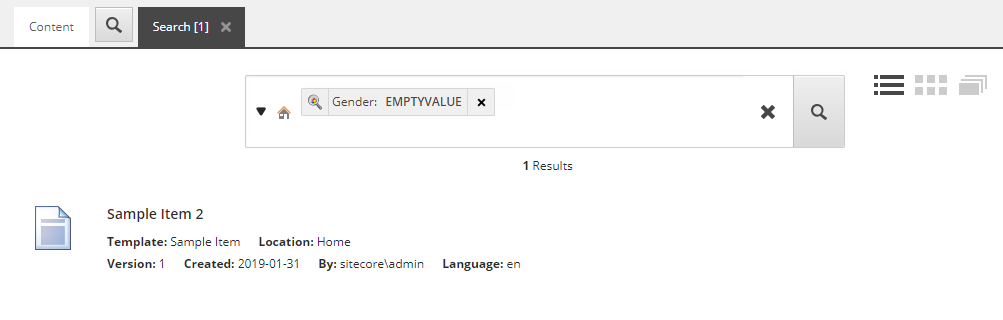 Content Search [1]
Gender: EMPTYVALUE
1 Results
Sample Item 2
Template: Sample Item Location: Home
Version: 1 Created: 2019-01-31 By: sitecore\admin Language: en